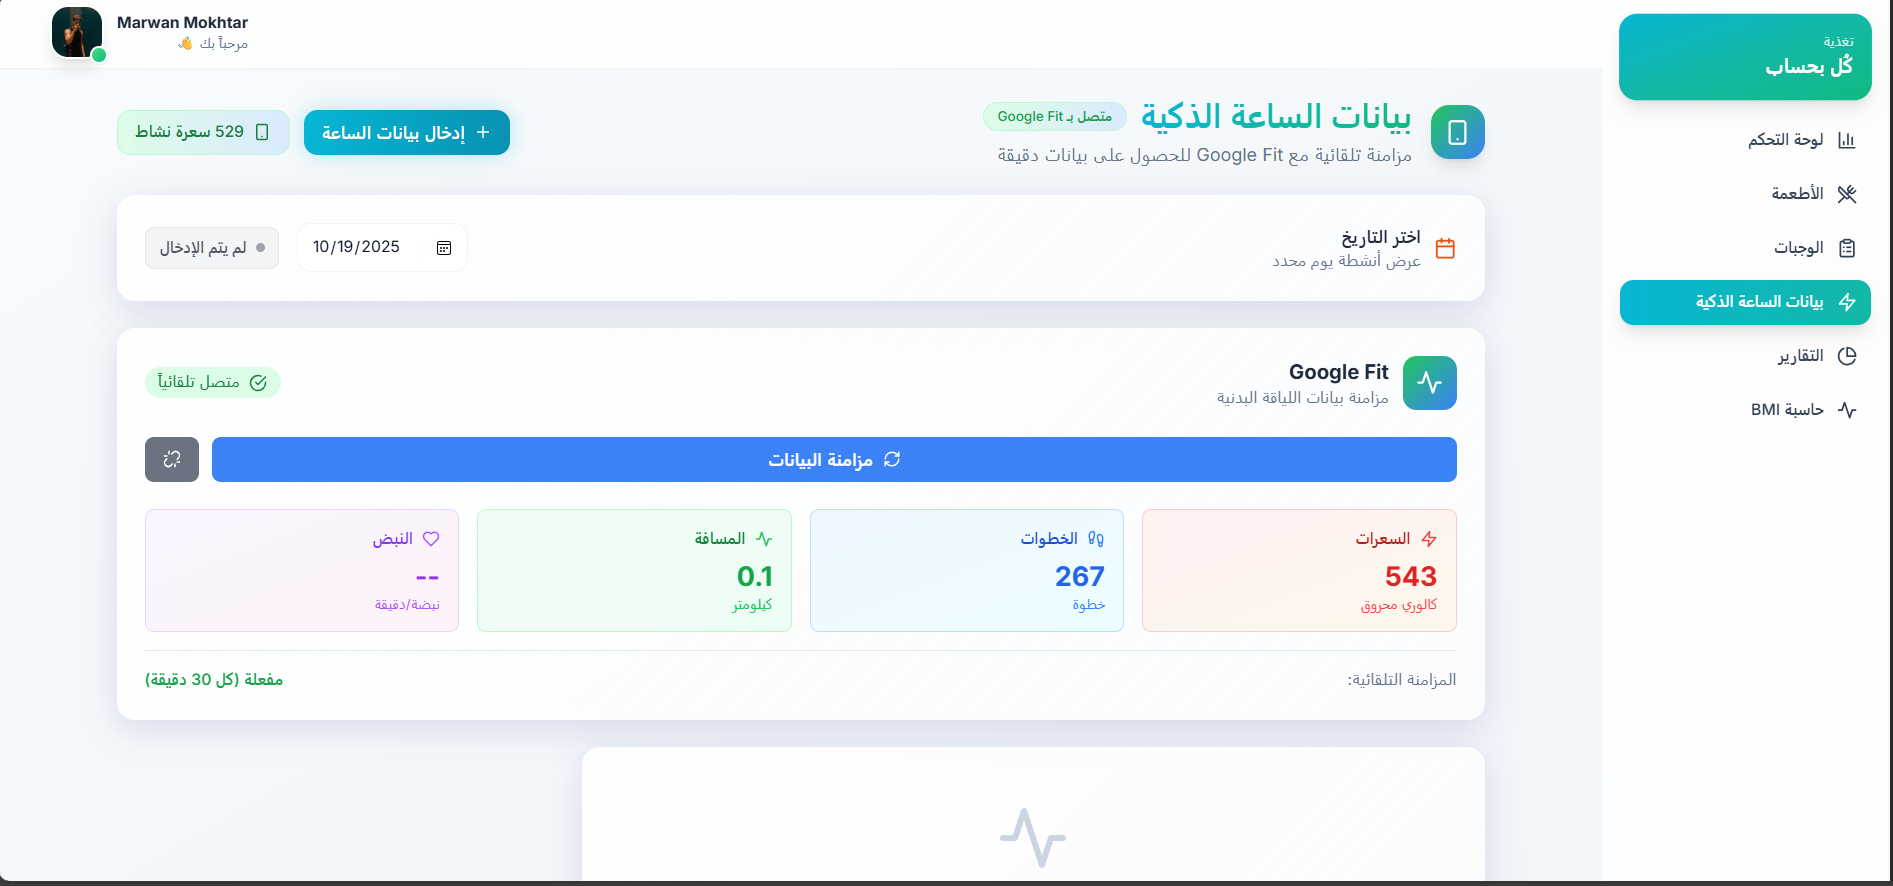 تغذية
كُل بحساب
لوحة التحكم
الأطعمة
الوجبات
بيانات الساعة الذكية
التقارير
حاسبة BMI
Marwan Mokhtar
مرحباً بك 👋
بيانات الساعة الذكية
متصل بـ Google Fit
مزامنة تلقائية مع Google Fit للحصول على بيانات دقيقة
+ إدخال بيانات الساعة
529 سعرة نشاط
اختر التاريخ
عرض أنشطة يوم محدد
10/19/2025
لم يتم الإدخال
Google Fit
مزامنة بيانات اللياقة البدنية
متصل تلقائياً
مزامنة البيانات
السعرات
543
كالوري محروق
الخطوات
267
خطوة
المسافة
0.1
كيلومتر
النبض
--
نبضة/دقيقة
المزامنة التلقائية:
مفعلة (كل 30 دقيقة)